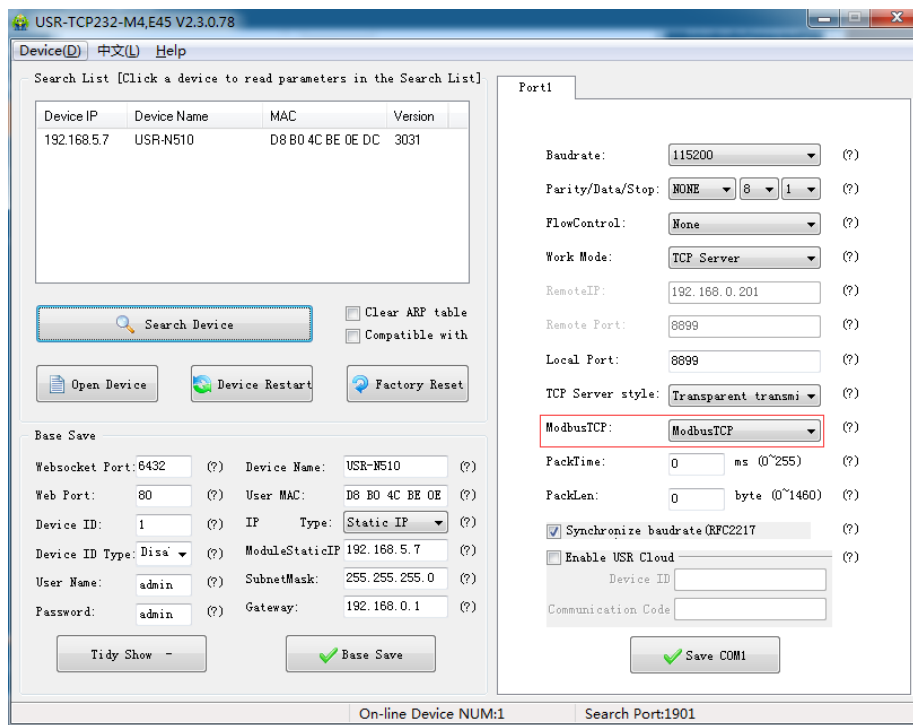 USR-TCP232-M4,E45 V2.3.0.78
Device(D) 中文(L) Help
Search List [Click a device to read parameters in the Search List]
Device IP Device Name MAC Version
192.168.5.7 USR-N510 D8 B0 4C BE 0E DC 3031
Search Device
Clear ARP table
Compatible with
Open Device
Device Restart
Factory Reset
Base Save
Websocket Port: 6432 (?) Device Name: USR-N510 (?)
Web Port: 80 (?) User MAC: D8 B0 4C BE 0E (?)
Device ID: 1 (?) IP Type: Static IP (?)
Device ID Type: Disa (?) ModuleStaticIP 192.168.5.7 (?)
User Name: admin (?) SubnetMask: 255.255.255.0 (?)
Password: admin (?) Gateway: 192.168.0.1 (?)
Tidy Show -
Base Save
Port1
Baudrate: 115200 (?)
Parity/Data/Stop: NONE 8 1 (?)
FlowControl: None (?)
Work Mode: TCP Server (?)
RemoteIP: 192.168.0.201 (?)
Remote Port: 8899 (?)
Local Port: 8899 (?)
TCP Server style: Transparent transmi (?)
ModbusTCP: ModbusTCP (?)
PackTime: 0 ms (0~255) (?)
PackLen: 0 byte (0~1460) (?)
Synchronize baudrate(RFC2217 (?)
Enable USR Cloud (?)
Device ID
Communication Code
Save COM1
On-line Device NUM:1 Search Port:1901